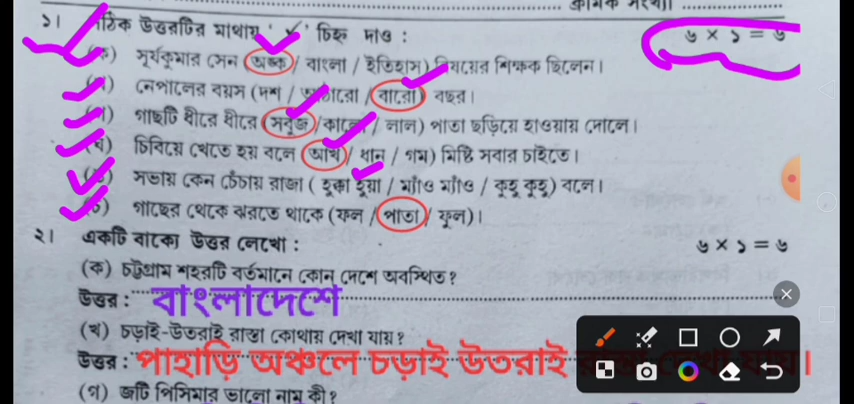 ১। সঠিক উত্তরটির মাথায় '✓' চিহ্ন দাও : ৬ × ১ = ৬
(ক) সূর্যকুমার সেন (অঙ্ক / বাংলা / ইতিহাস) বিষয়ের শিক্ষক ছিলেন।
(খ) নেপালের বয়স (দশ / আঠারো / বারো) বছর।
(গ) গাছটি ধীরে ধীরে (সবুজ / কালো / লাল) পাতা ছড়িয়ে হাওয়ায় দোলে।
(ঘ) চিবিয়ে খেতে হয় বলে (আখ / ধান / গম) মিষ্টি সবার চাইতে।
(ঙ) সভায় কেন চেঁচায় রাজা ( হুক্কা হুয়া / ম্যাঁও ম্যাঁও / কুহু কুহু) বলে।
(চ) গাছের থেকে ঝরতে থাকে (ফল / পাতা / ফুল)।
২। একটি বাক্যে উত্তর লেখো : ৬ × ১ = ৬
(ক) চট্টগ্রাম শহরটি বর্তমানে কোন দেশে অবস্থিত?
উত্তর : বাংলাদেশে
(খ) চড়াই-উতরাই রাস্তা কোথায় দেখা যায়?
উত্তর : পাহাড়ি অঞ্চলে চড়াই উতরাই রাস্তা দেখা যায়।
(গ) জটি পিসিমার ভালো নাম কী?